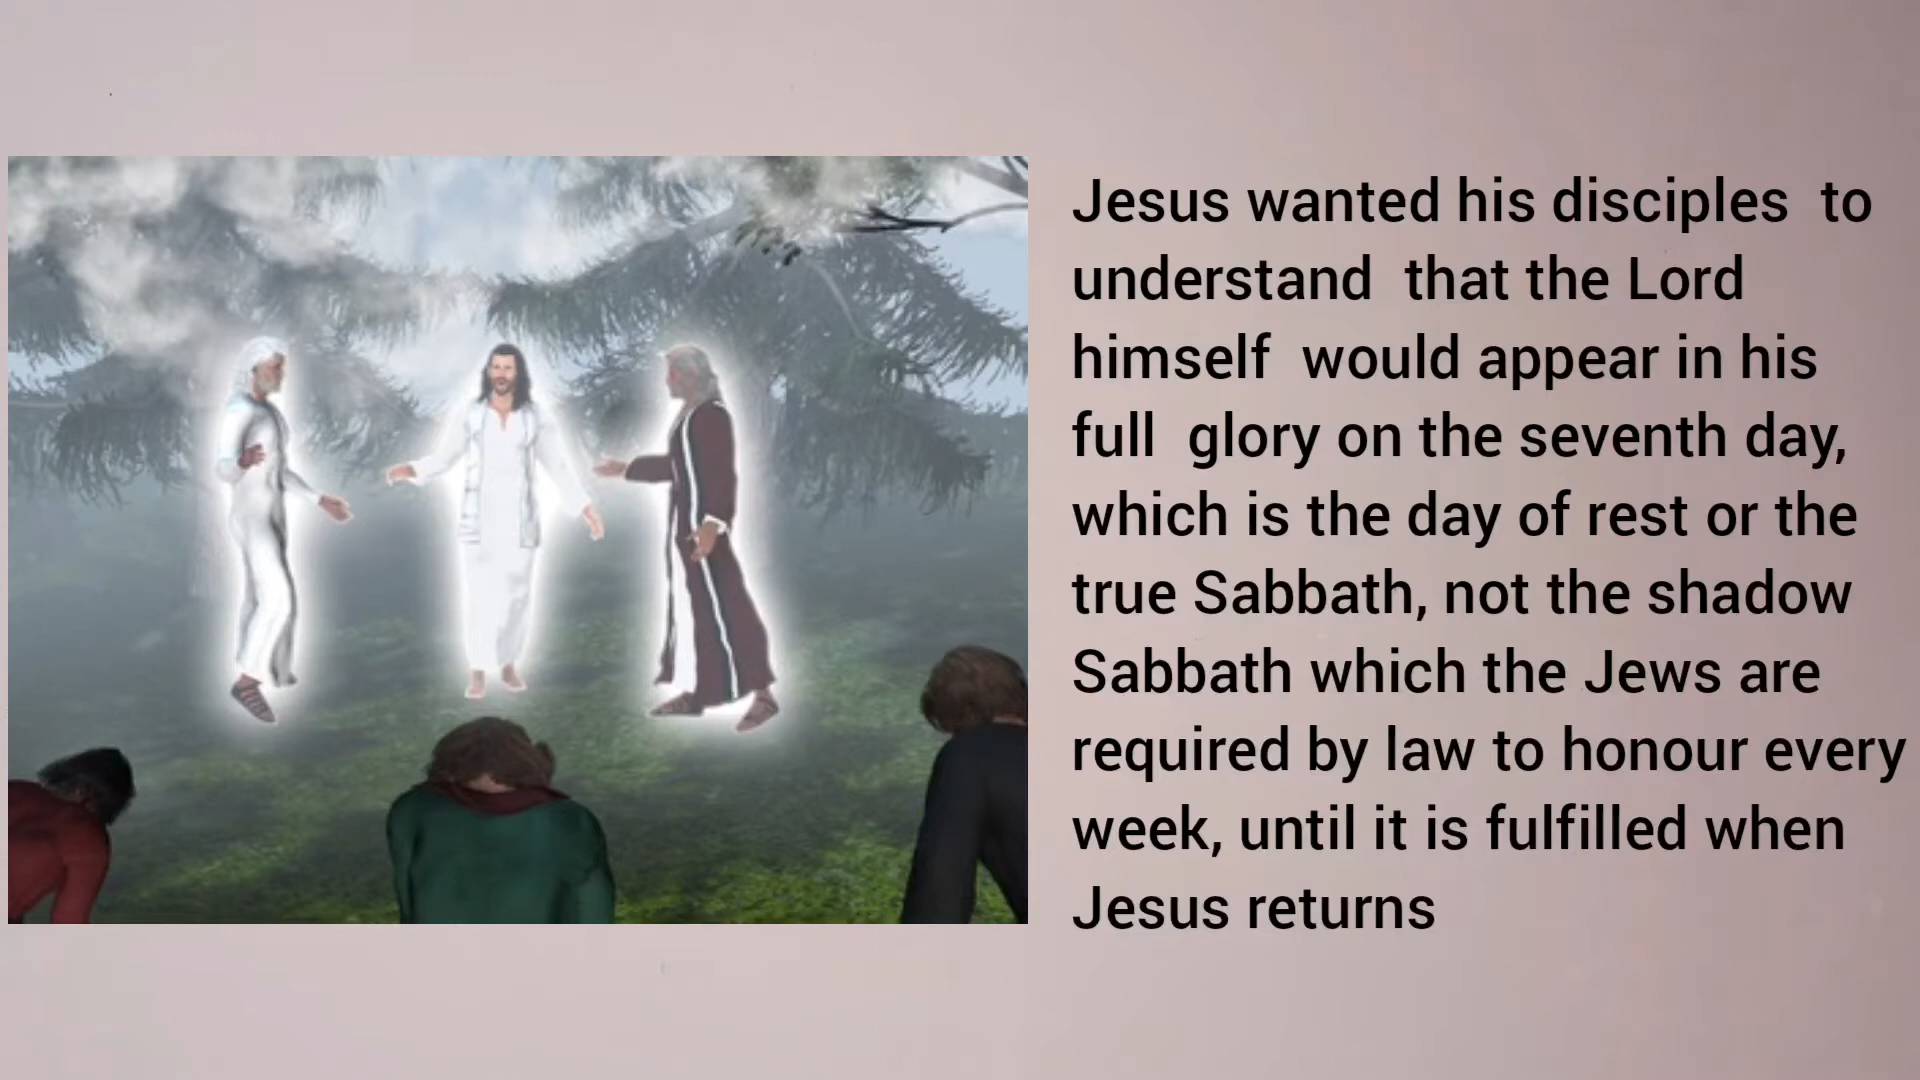 Jesus wanted his disciples  to
understand  that the Lord
himself  would appear in his
full  glory on the seventh day,
which is the day of rest or the
true Sabbath, not the shadow
Sabbath which the Jews are
required by law to honour every
week, until it is fulfilled when
Jesus returns